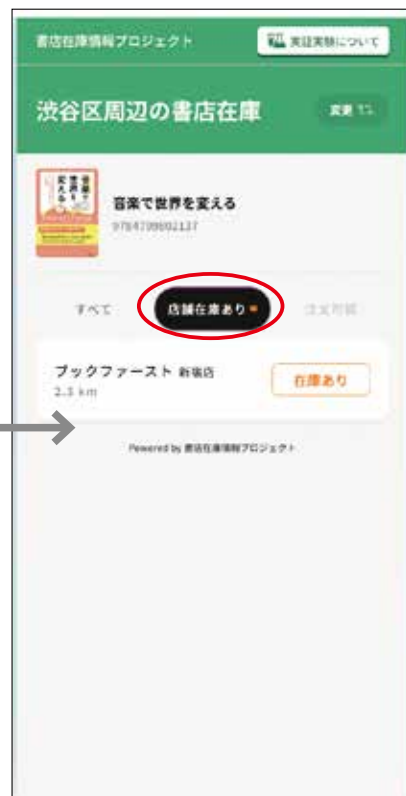 書店在庫情報プロジェクト
実証実験について
渋谷区周辺の書店在庫
変更
音楽で世界を変える
すべて
店舗在庫あり
注文可能
ブックファースト 新宿店
在庫あり
2.3 km
Powered by 書店在庫情報プロジェクト